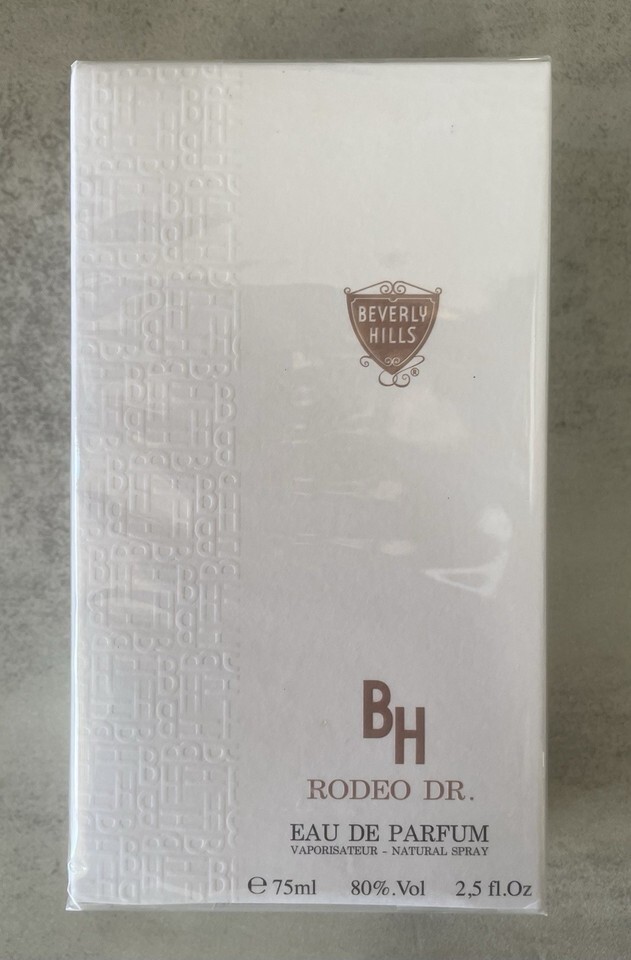 BEVERLY
HILLS
®
BH
RODEO DR.
EAU DE PARFUM
VAPORISATEUR - NATURAL SPRAY
℮ 75ml 80%.Vol 2,5 fl.Oz